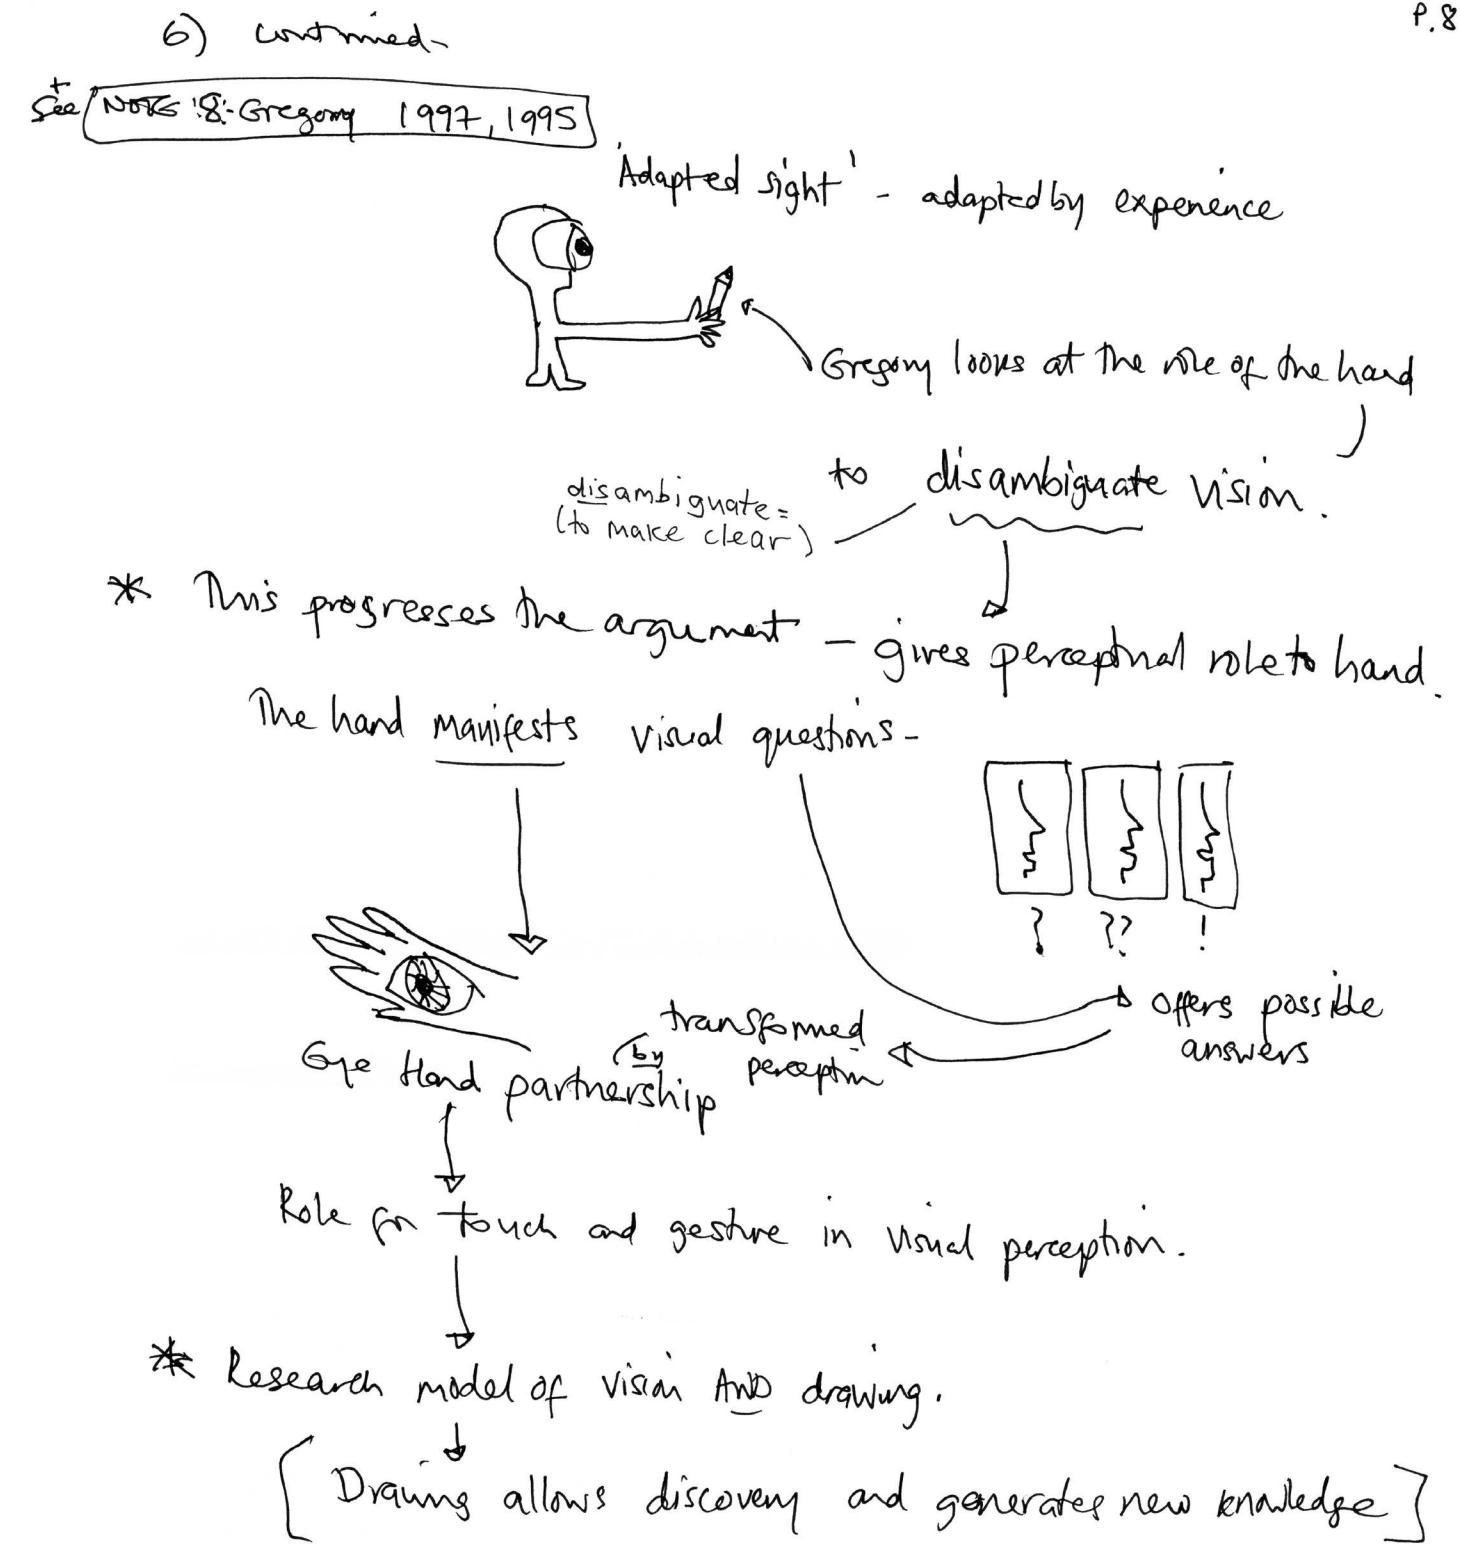 P.8
6) continued-
+
See NOTE 8:- Gregory 1997, 1995
'Adapted sight' - adapted by experience
Gregory looks at the role of the hand
to disambiguate vision.
disambiguate =
(to make clear)
* This progresses the argument - gives perceptual role to hand.
The hand manifests visual questions -
? ?? !
offers possible
answers
transformed
perception
by
Eye Hand partnership
Role for touch and gesture in visual perception.
* Research model of vision AND drawing.
[Drawing allows discovery and generates new knowledge]